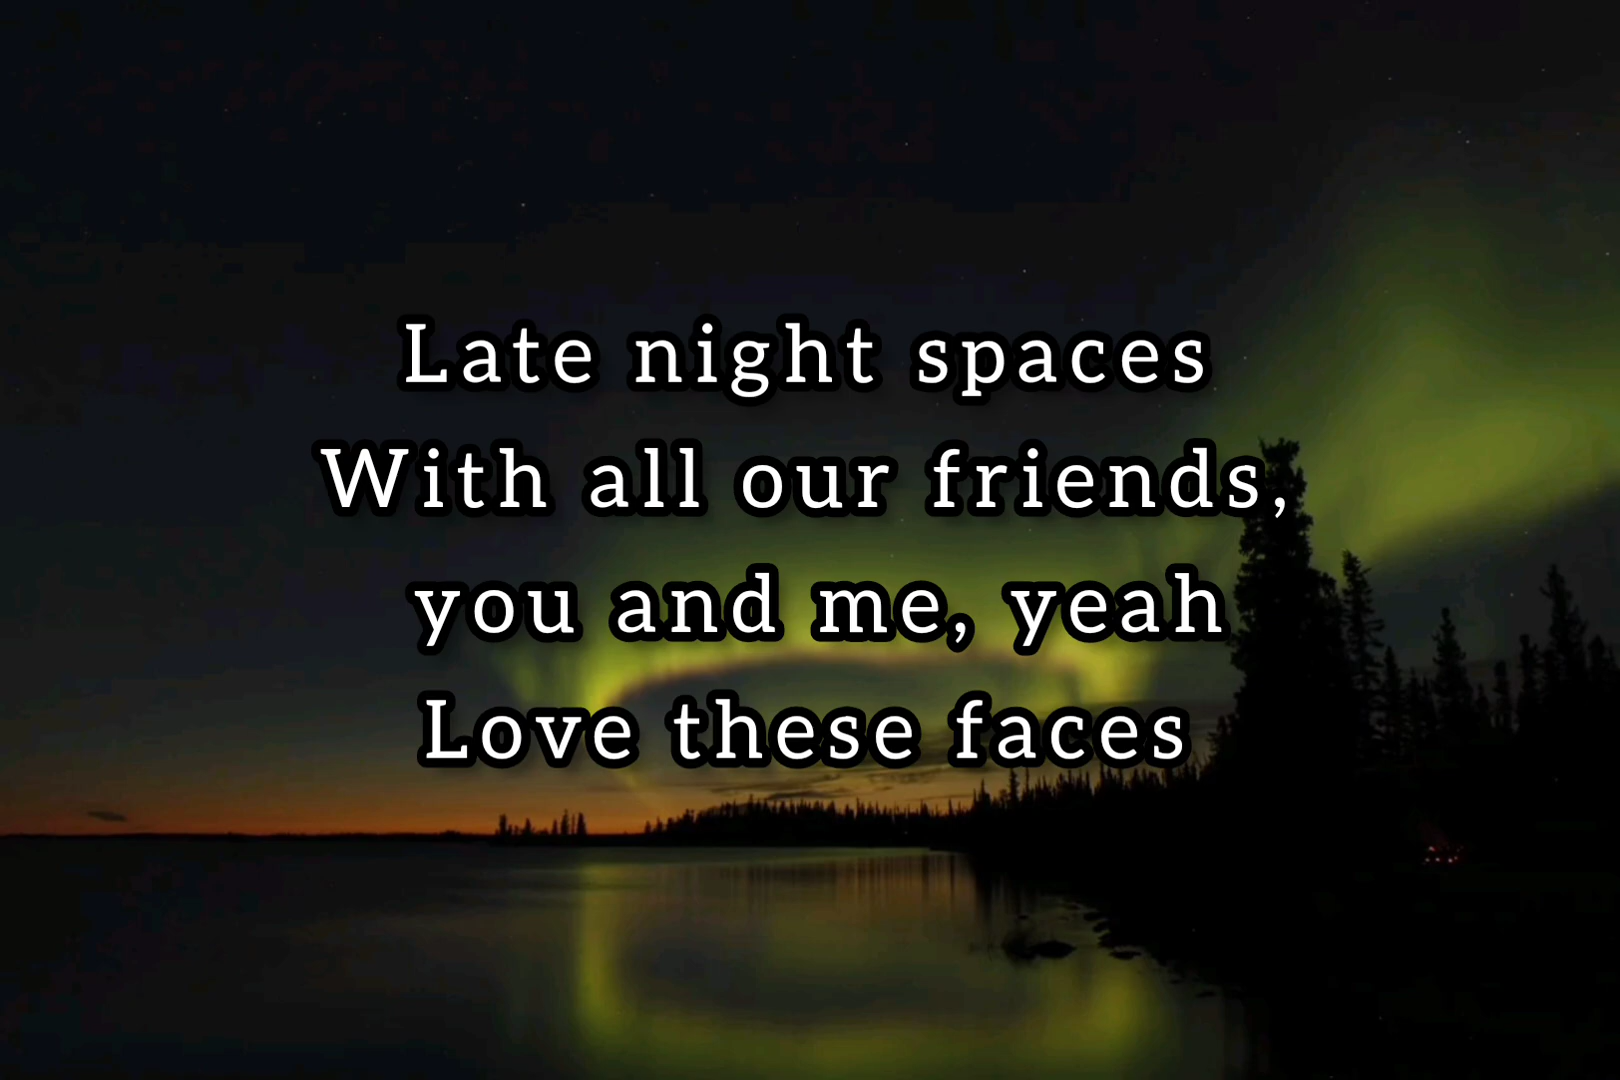 Late night spaces
With all our friends,
you and me, yeah
Love these faces